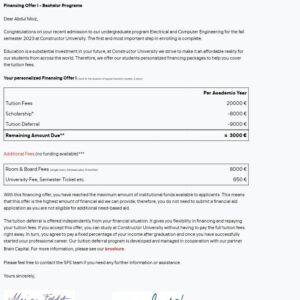 Financing Offer I - Bachelor Programs
Dear Abdul Moiz,
Congratulations on your recent admission to our undergraduate program Electrical and Computer Engineering for the fall
semester 2023 at Constructor University. The first and most important step in enrolling is complete.
Education is a substantial investment in your future, at Constructor University we strive to make it an affordable reality for
our students from across the world. Therefore, we offer our students personalized financing packages to help you cover
the tuition fees.
Your personalized Financing Offer I
Per Academic Year
Tuition Fees 20000 €
Scholarship* -8000 €
Tuition Deferral -9000 €
Remaining Amount Due** = 3000 €
Additional Fees (no funding available)***
Room & Board Fees 8000 €
University Fee, Semester Ticket etc. 650 €
With this financing offer, you have reached the maximum amount of institutional funds available to applicants. This means
that this offer is the highest amount of financial aid we can provide, therefore, you do not need to submit a financial aid
application as you are not eligible for additional need-based aid.
The tuition deferral is offered independently from your financial situation. It gives you flexibility in financing and repaying
your tuition fees. If you accept this offer, you can study at Constructor University without having to pay the full tuition fees
right away. In turn, you agree to pay a fixed percentage of your income after graduation and once you have successfully
started your professional career. Our tuition deferral program is developed and managed in cooperation with our partner
Brain Capital. For more information, please see our brochure.
Please feel free to contact the SFS team if you need any further information or assistance.
Yours sincerely,